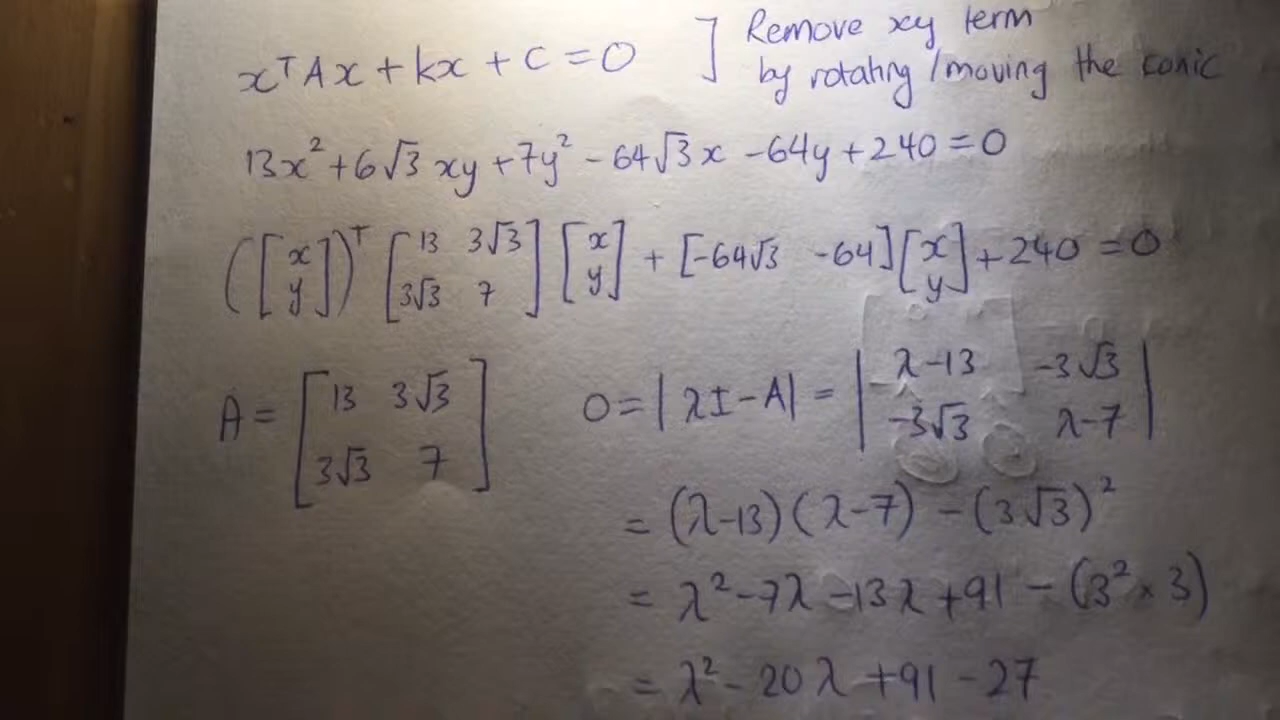 xᵀAx + kx + C = 0 ] Remove xy term
by rotating/moving the conic
13x² + 6√3 xy + 7y² - 64√3x - 64y + 240 = 0
([x y])ᵀ [13 3√3 3√3 7] [x y] + [-64√3 -64] [x y] + 240 = 0
A = [13 3√3 3√3 7] 0 = |λI - A| = |λ-13 -3√3 -3√3 λ-7|
= (λ-13)(λ-7) - (3√3)²
= λ² - 7λ - 13λ + 91 - (3² × 3)
= λ² - 20λ + 91 - 27